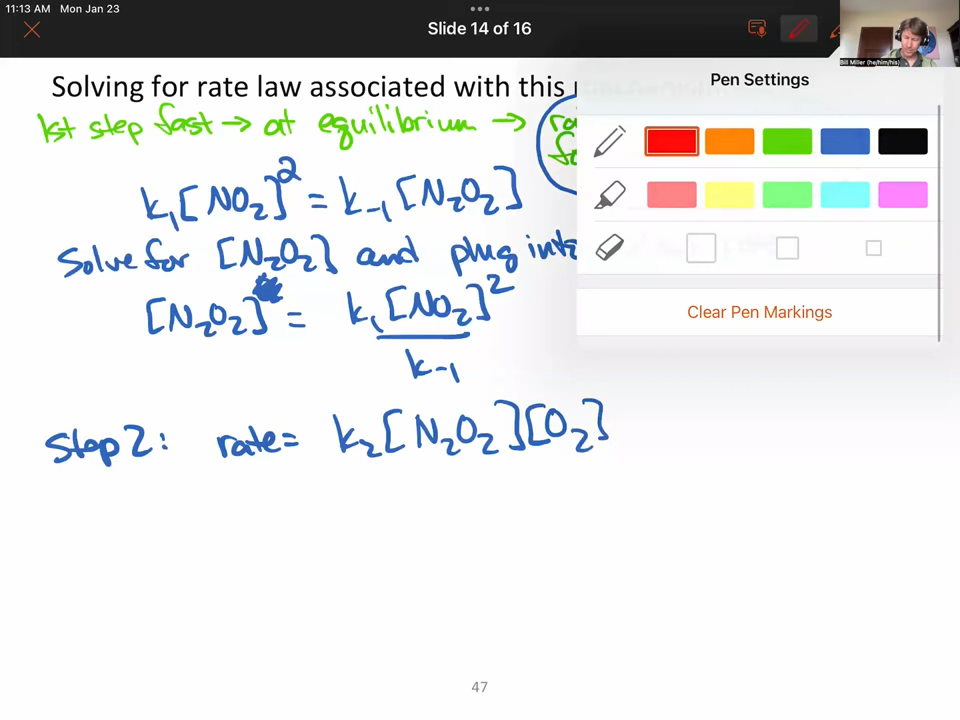 11:13 AM Mon Jan 23
Slide 14 of 16
Bill Miller (he/him/his)
Pen Settings
Solving for rate law associated with this
1st step fast → at equilibrium →
k₁[NO₂]² = k₋₁[N₂O₂]
Solve for [N₂O₂] and plug into
[N₂O₂] = k₁[NO₂]²
k₋₁
Clear Pen Markings
Step 2: rate = k₂[N₂O₂][O₂]
47